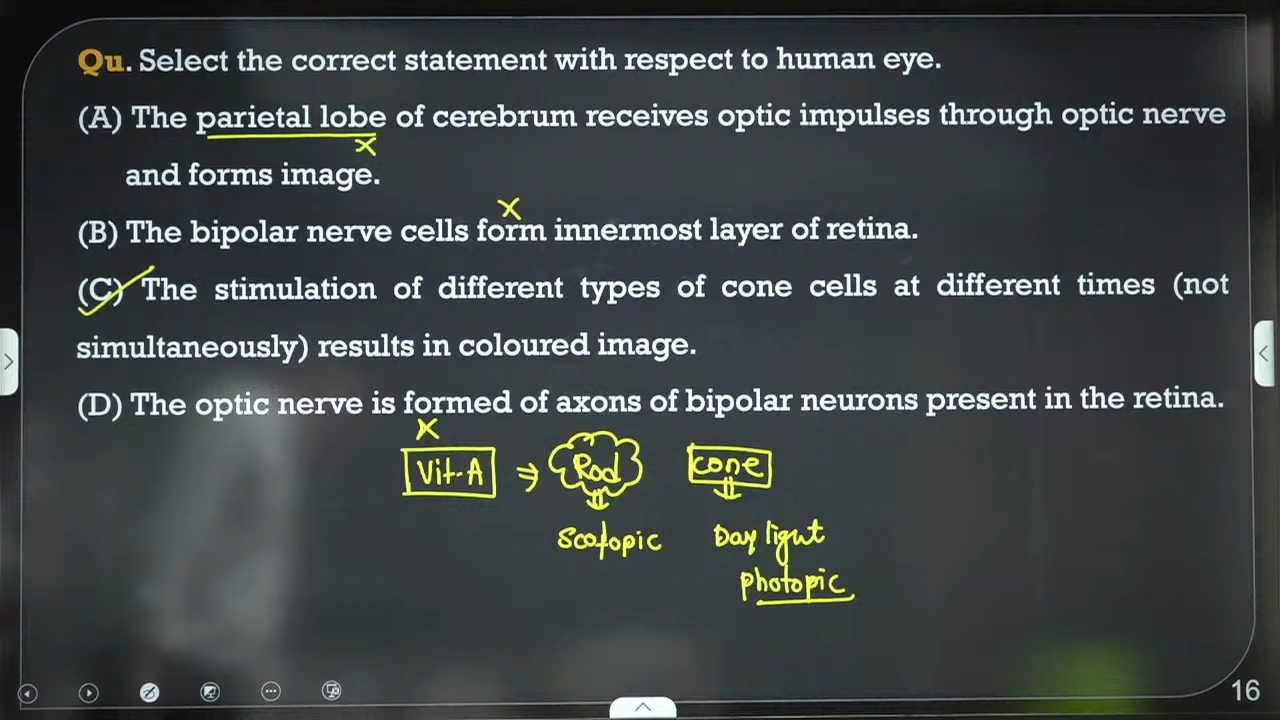 Qu. Select the correct statement with respect to human eye.
(A) The parietal lobe of cerebrum receives optic impulses through optic nerve
x
and forms image.
x
(B) The bipolar nerve cells form innermost layer of retina.
(C) The stimulation of different types of cone cells at different times (not
simultaneously) results in coloured image.
(D) The optic nerve is formed of axons of bipolar neurons present in the retina.
x
Vit-A ⇒ Rod cone
Scotopic Day light
photopic
16